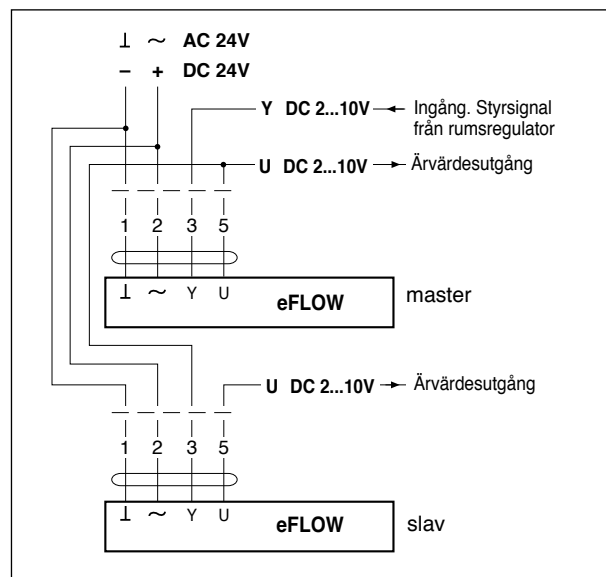 ⊥ ~ AC 24V
– + DC 24V
Y DC 2...10V Ingång. Styrsignal
från rumsregulator
U DC 2...10V Ärvärdesutgång
1 2 3 5
⊥ ~ Y U eFLOW master
U DC 2...10V Ärvärdesutgång
1 2 3 5
⊥ ~ Y U eFLOW slav